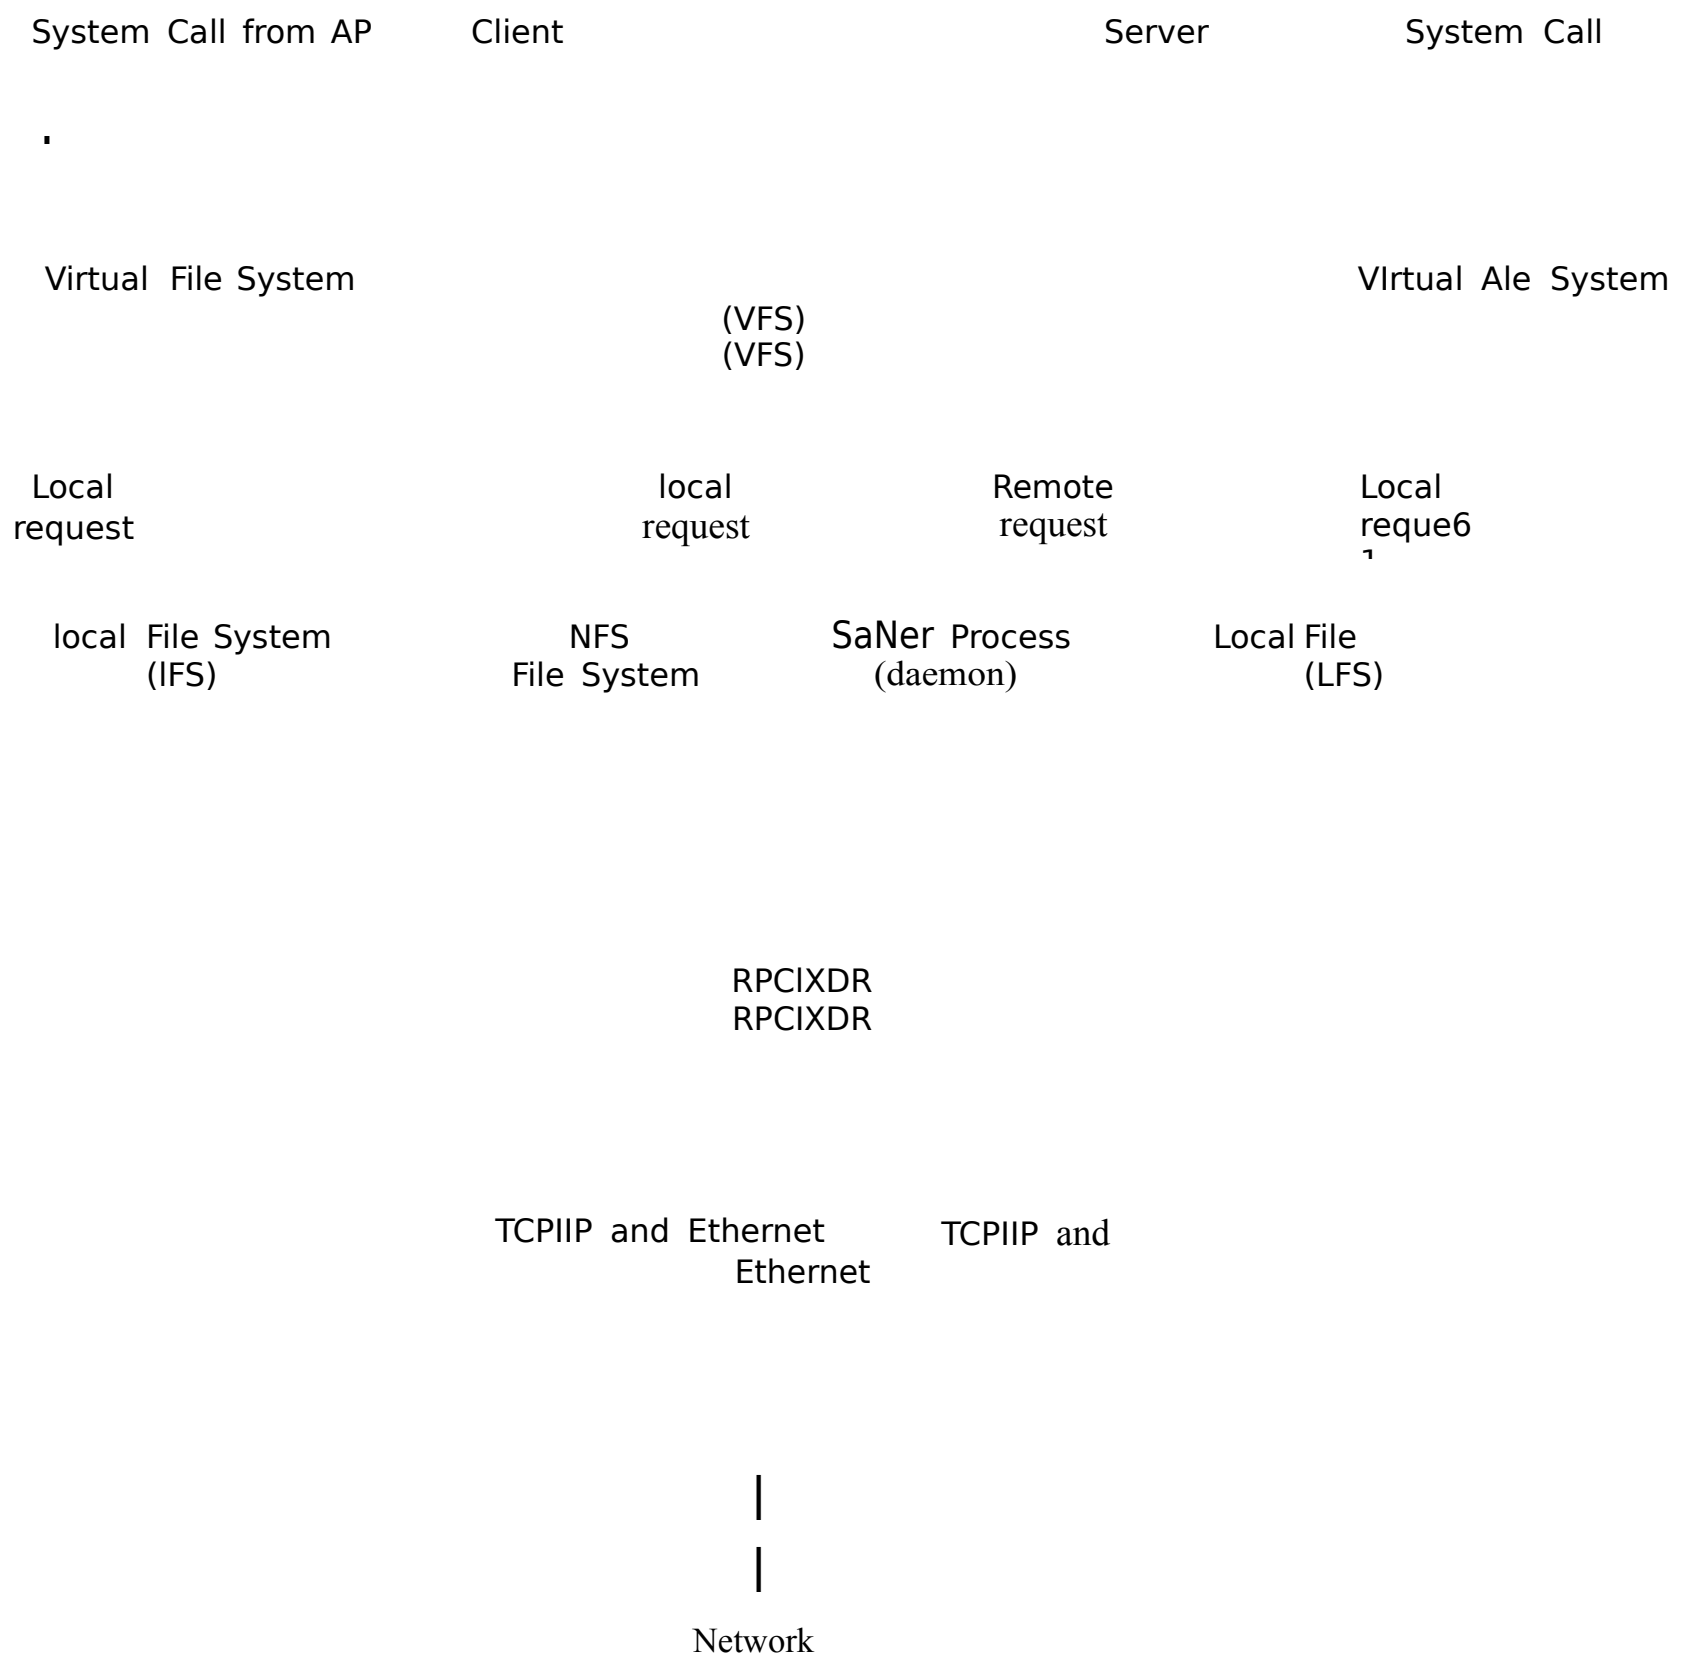 System Call from AP Client Server System Call
Virtual File System VIrtual Ale System
(VFS)
(VFS)
Local local Remote Local
request request request reque6
local File System NFS SaNer Process Local File
(lFS) File System (daemon) (LFS)
RPClXDR
RPCIXDR
TCPIIP and Ethernet TCPIIP and
Ethernet
|
|
Network